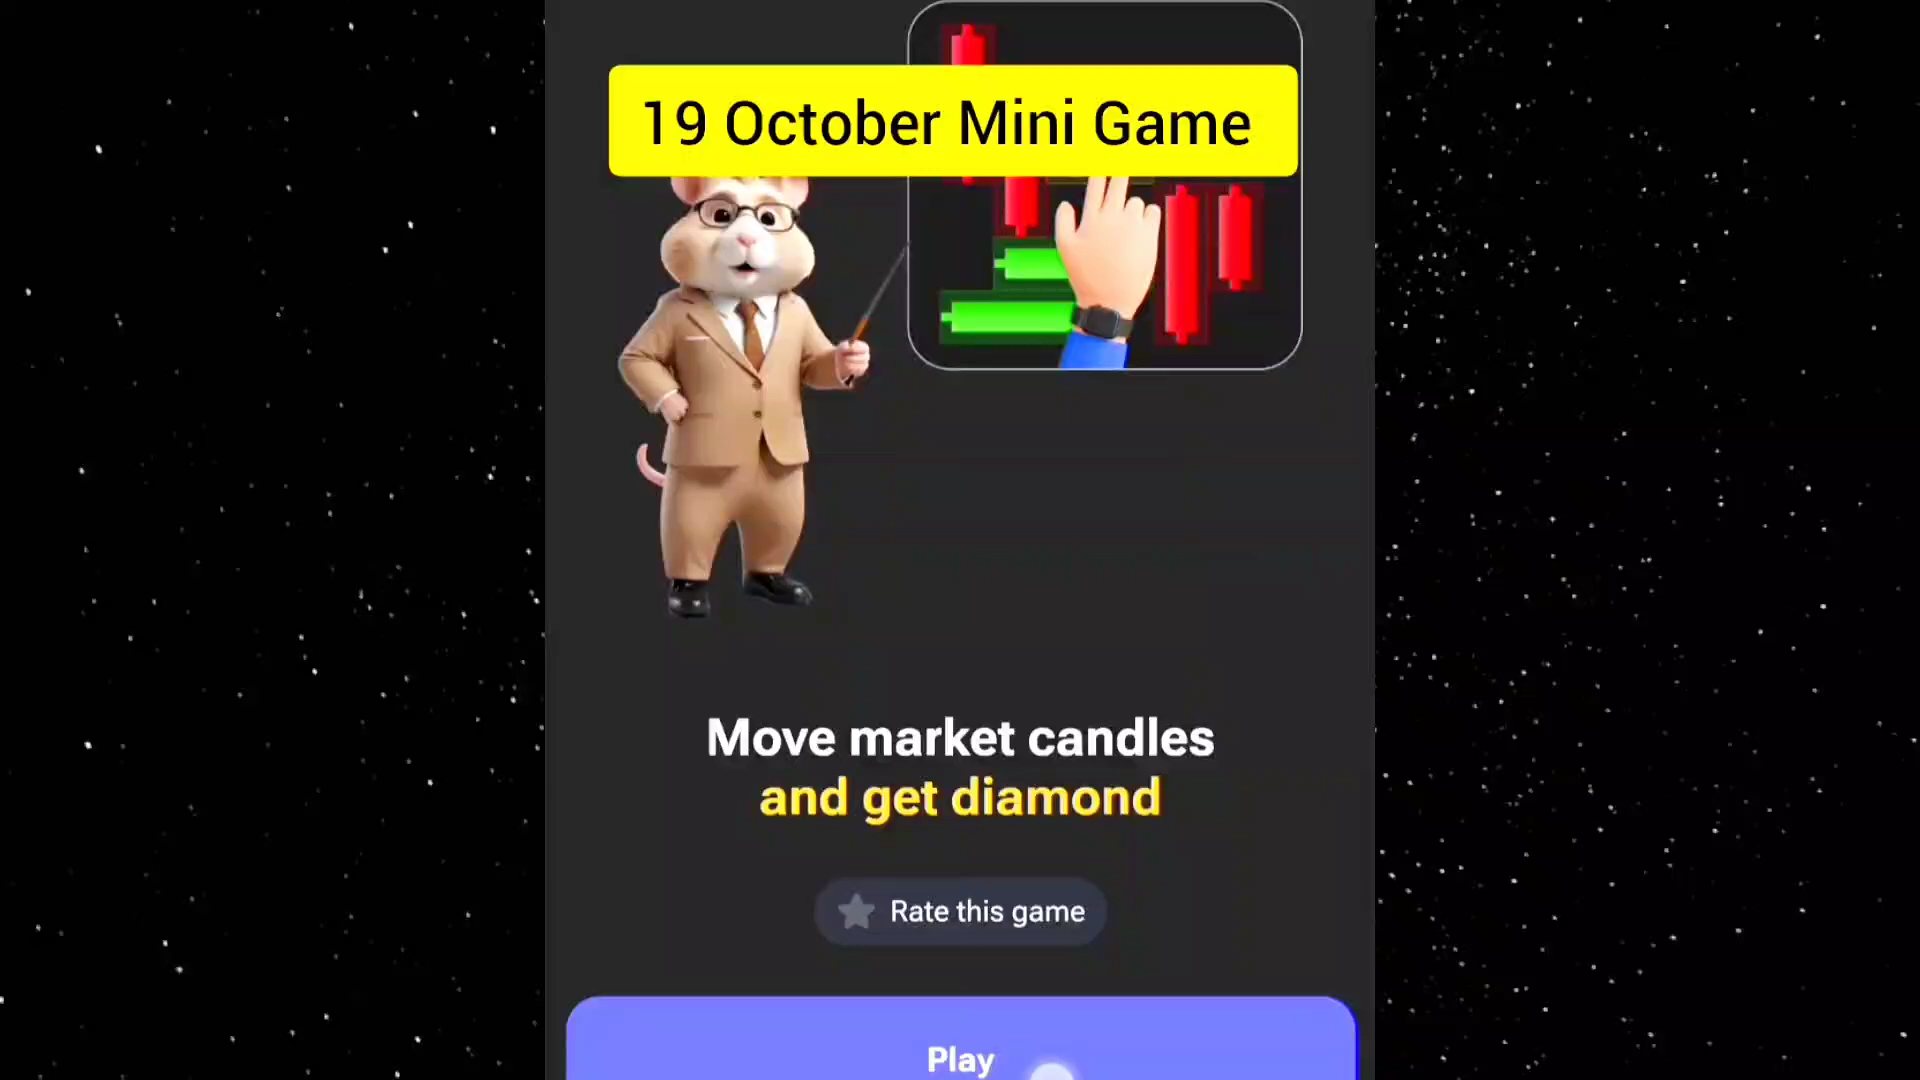 19 October Mini Game
Move market candles
and get diamond
Rate this game
Play